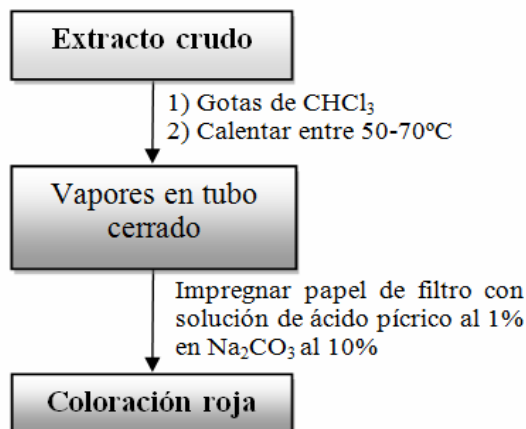 Extracto crudo
1) Gotas de CHCl₃
2) Calentar entre 50-70ºC
Vapores en tubo
cerrado
Impregnar papel de filtro con
solución de ácido pícrico al 1%
en Na₂CO₃ al 10%
Coloración roja